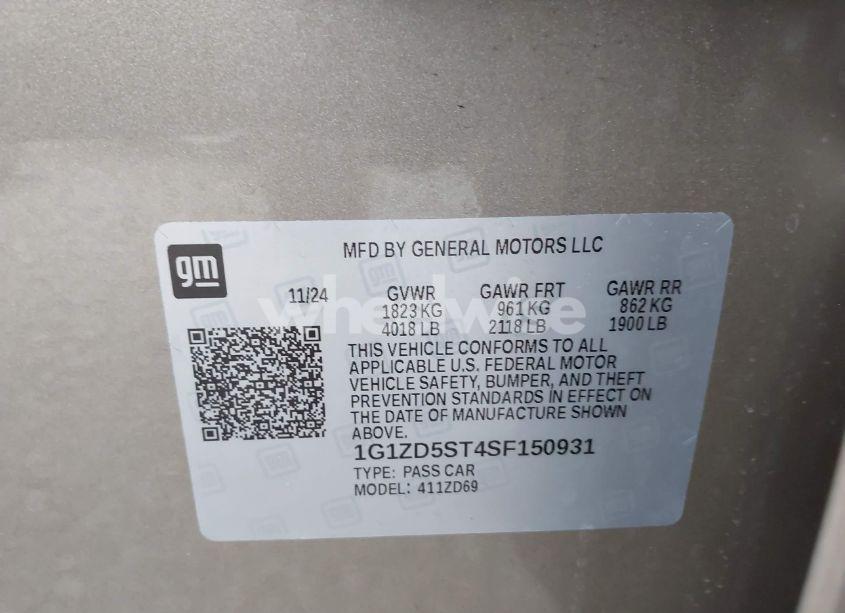 gm
MFD BY GENERAL MOTORS LLC
11/24 GVWR GAWR FRT GAWR RR
1823 KG 961 KG 862 KG
4018 LB 2118 LB 1900 LB
wheelwise
THIS VEHICLE CONFORMS TO ALL
APPLICABLE U.S. FEDERAL MOTOR
VEHICLE SAFETY, BUMPER, AND THEFT
PREVENTION STANDARDS IN EFFECT ON
THE DATE OF MANUFACTURE SHOWN
ABOVE.
1G1ZD5ST4SF150931
TYPE: PASS CAR
MODEL: 411ZD69